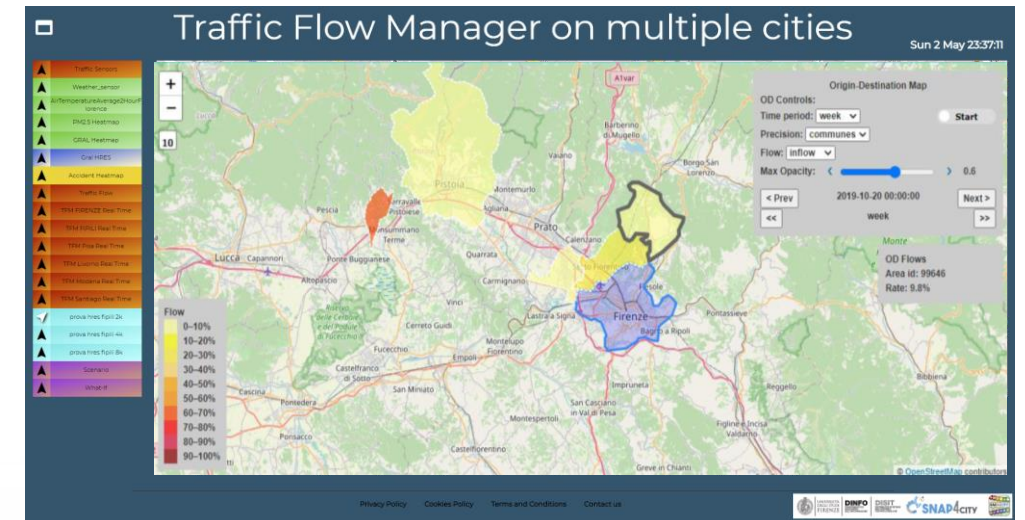 Traffic Flow Manager on multiple cities
Sun 2 May 23:37:11
Traffic Sensors
Weather_sensor
PM2.5 Heatmap
GRAL Heatmap
Gral HRES
Accident Heatmap
Traffic Flow
TFM FIRENZE Real Time
TFM FIPILI Real Time
TFM Pisa Real Time
TFM Livorno Real Time
TFM Modena Real Time
TFM Santiago Real Time
prova hres fipili 2k
prova hres fipili 4k
prova hres fipili 8k
Scenario
What-If
+
−
10
Barberino
di Mugello
Vaiano
Borgo San
Lorenzo
Pistoia
Montemurlo
Agliana
Pescia
Prato
Calenzano
Lucca
Capannori
Ponte Buggianese
Quarrata
Altopascio
Carmignano
Fiesole
Firenze
Pontassieve
Lastra a Signa
Bagno a Ripoli
Vinci
Cerreto Guidi
Montelupo
Fiorentino
Fucecchio
Empoli
Castelfranco
di Sotto
San Miniato
Impruneta
Reggello
Bibbiena
Cascina
Pontedera
San Casciano
in Val di Pesa
Montespertoli
Figline e Incisa
Valdarno
Ponsacco
Castelfiorentino
Greve in Chianti
Flow
0–10%
10–20%
20–30%
30–40%
40–50%
50–60%
60–70%
70–80%
80–90%
90–100%
Origin-Destination Map
OD Controls:
Time period: week
Start
Precision: communes
Flow: inflow
Max Opacity: < > 0.6
< Prev 2019-10-20 00:00:00 Next >
<< week >>
OD Flows
Area id: 99646
Rate: 9.8%
© OpenStreetMap contributors
Privacy Policy Cookies Policy Terms and Conditions Contact us
DINFO
DISIT
SNAP4CITY